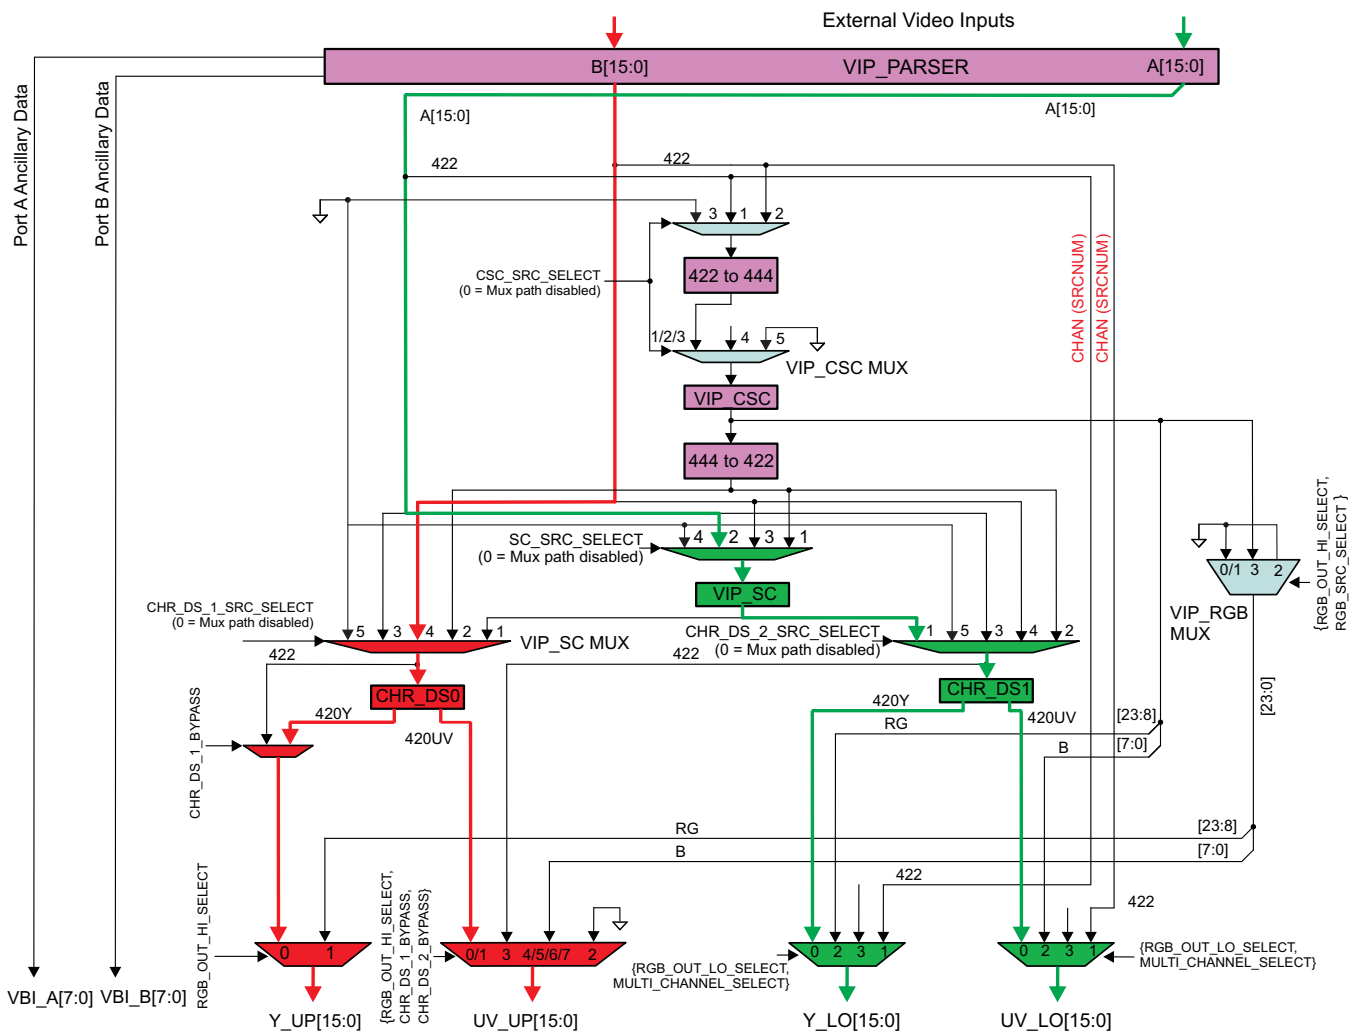 External Video Inputs
B[15:0]
VIP_PARSER
A[15:0]
A[15:0]
A[15:0]
Port A Ancillary Data
Port B Ancillary Data
422
422
3 1 2
422 to 444
CSC_SRC_SELECT
(0 = Mux path disabled)
CHAN (SRCNUM)
CHAN (SRCNUM)
1/2/3 4 5
VIP_CSC MUX
VIP_CSC
444 to 422
SC_SRC_SELECT
(0 = Mux path disabled)
4 2 3 1
{RGB_OUT_HI_SELECT,
RGB_SRC_SELECT }
0/1 3 2
VIP_RGB
MUX
VIP_SC
CHR_DS_1_SRC_SELECT
(0 = Mux path disabled)
5 3 4 2 1
VIP_SC MUX
CHR_DS_2_SRC_SELECT
(0 = Mux path disabled)
1 5 3 4 2
422
422
CHR_DS0
CHR_DS1
[23:0]
420Y
420UV
420Y
420UV
RG
[23:8]
B
[7:0]
CHR_DS_1_BYPASS
RG
[23:8]
B
[7:0]
422
422
RGB_OUT_HI_SELECT
{RGB_OUT_HI_SELECT,
CHR_DS_1_BYPASS,
CHR_DS_2_BYPASS}
0 1
0/1 3 4/5/6/7 2
0 2 3 1
0 2 3 1
{RGB_OUT_LO_SELECT,
MULTI_CHANNEL_SELECT}
{RGB_OUT_LO_SELECT,
MULTI_CHANNEL_SELECT}
VBI_A[7:0]
VBI_B[7:0]
Y_UP[15:0]
UV_UP[15:0]
Y_LO[15:0]
UV_LO[15:0]